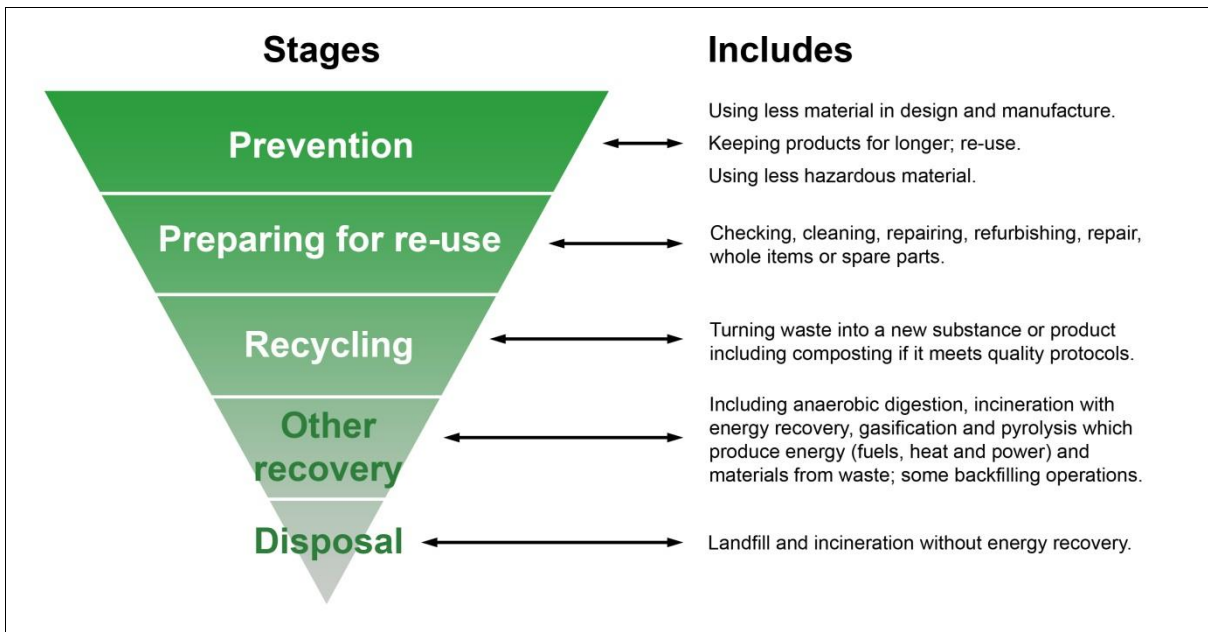 Stages
Includes
Prevention
Using less material in design and manufacture.
Keeping products for longer; re-use.
Using less hazardous material.
Preparing for re-use
Checking, cleaning, repairing, refurbishing, repair,
whole items or spare parts.
Recycling
Turning waste into a new substance or product
including composting if it meets quality protocols.
Other
recovery
Including anaerobic digestion, incineration with
energy recovery, gasification and pyrolysis which
produce energy (fuels, heat and power) and
materials from waste; some backfilling operations.
Disposal
Landfill and incineration without energy recovery.